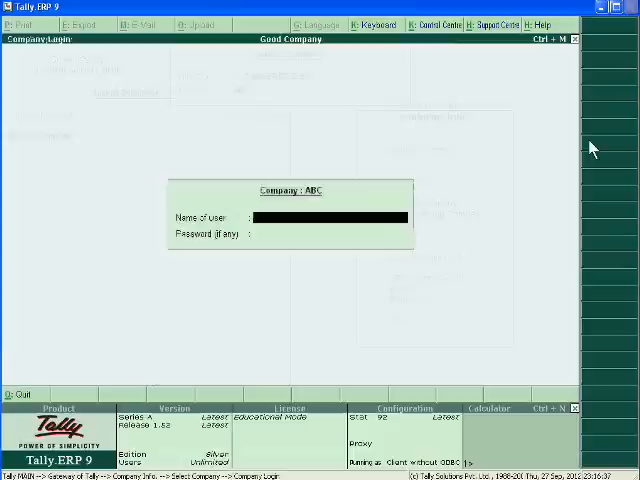 Tally.ERP 9
P: Print E: Export M: E-Mail O: Upload G: Language K: Keyboard K: Control Centre H: Support Centre H: Help
Company Login Good Company Ctrl + M
Company : ABC
Name of user :
Password (if any) :
Q: Quit
Product Version License Configuration Calculator Ctrl + N
Series A Latest Educational Mode Stat 92 Latest
Release 1.52 Latest
Tally
POWER OF SIMPLICITY
Proxy
Edition Silver
Tally.ERP 9 Users Unlimited Running as Client without ODBC 1>
Tally MAIN --> Gateway of Tally --> Company Info. --> Select Company --> Company Login (c) Tally Solutions Pvt. Ltd., Thu, 27 Sep, 2012 23:16:37